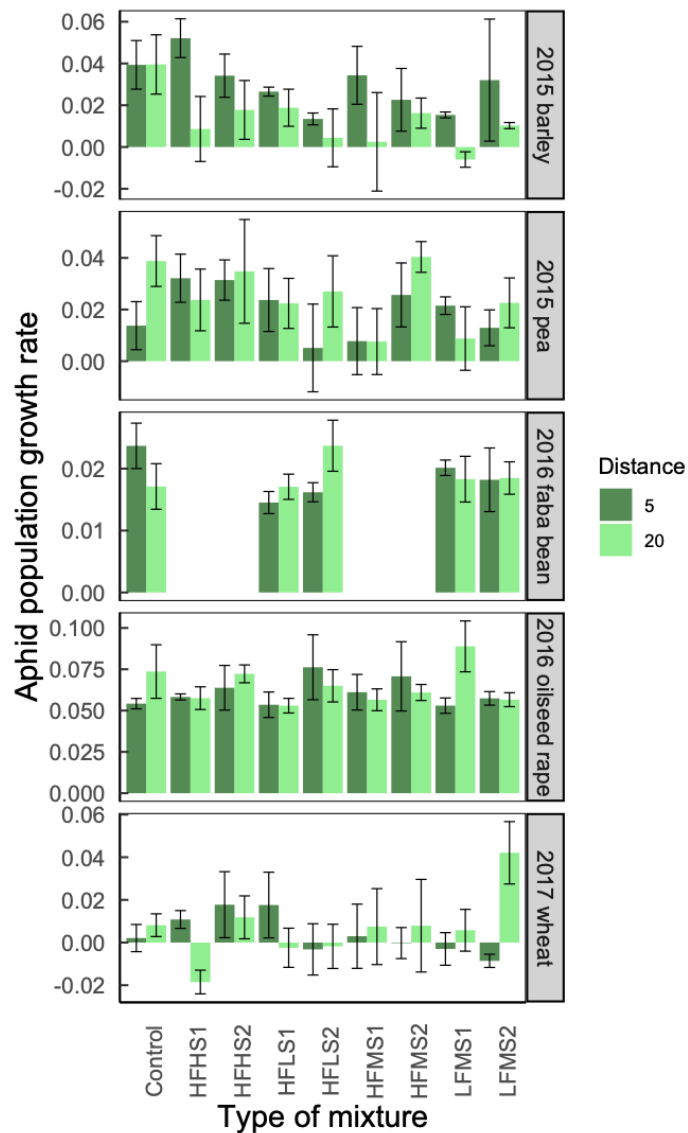 Aphid population growth rate
0.06
0.04
0.02
0.00
-0.02
2015 barley
0.04
0.02
0.00
2015 pea
0.02
0.01
0.00
2016 faba bean
0.100
0.075
0.050
0.025
0.000
2016 oilseed rape
0.06
0.04
0.02
0.00
-0.02
2017 wheat
Control
HFHS1
HFHS2
HFLS1
HFLS2
HFMS1
HFMS2
LFMS1
LFMS2
Type of mixture
Distance
5
20